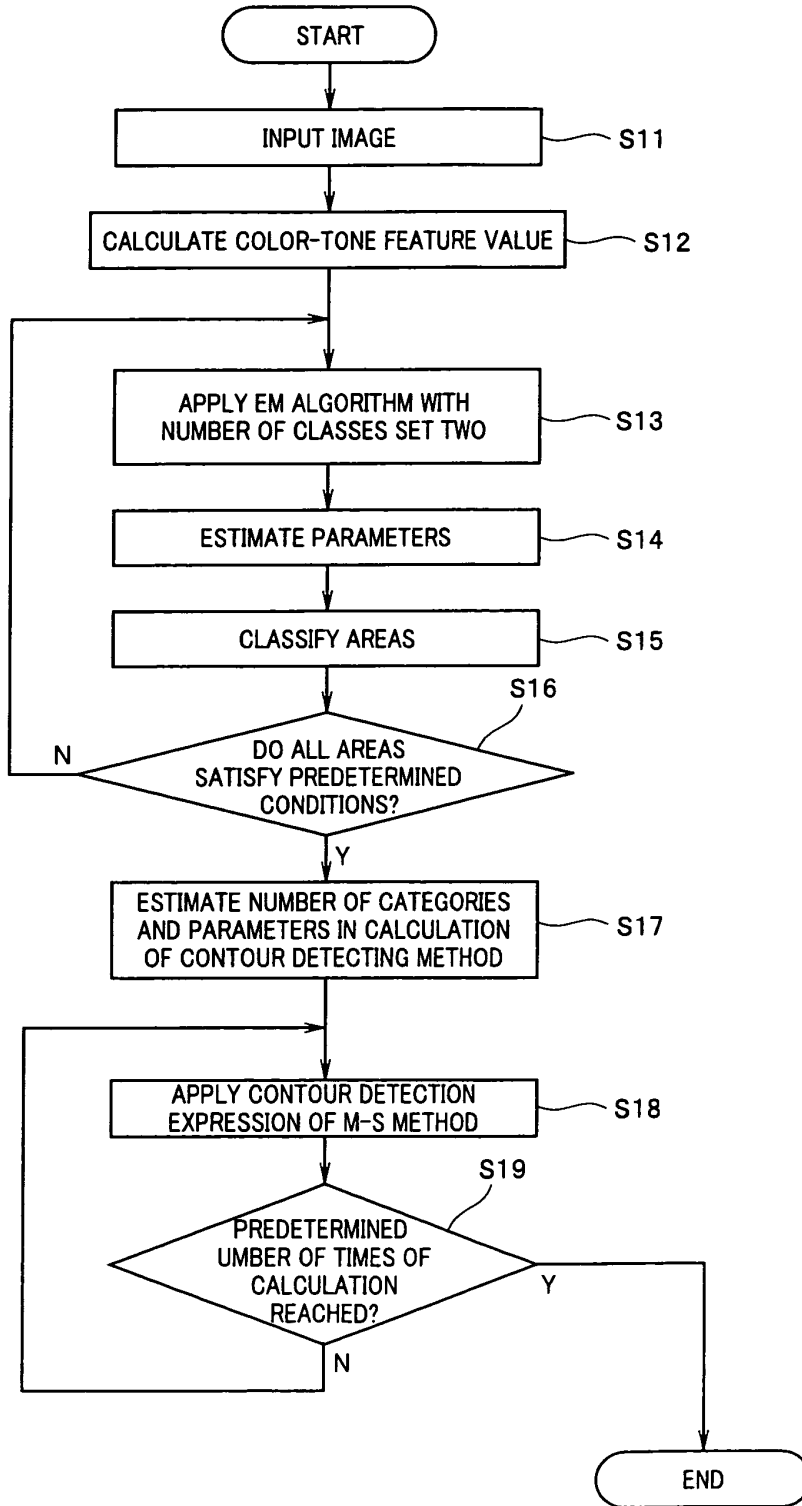 START
INPUT IMAGE
S11
CALCULATE COLOR-TONE FEATURE VALUE
S12
APPLY EM ALGORITHM WITH
NUMBER OF CLASSES SET TWO
S13
ESTIMATE PARAMETERS
S14
CLASSIFY AREAS
S15
S16
N
DO ALL AREAS
SATISFY PREDETERMINED
CONDITIONS?
Y
ESTIMATE NUMBER OF CATEGORIES
AND PARAMETERS IN CALCULATION
OF CONTOUR DETECTING METHOD
S17
APPLY CONTOUR DETECTION
EXPRESSION OF M-S METHOD
S18
S19
PREDETERMINED
UMBER OF TIMES OF
CALCULATION
REACHED?
Y
N
END